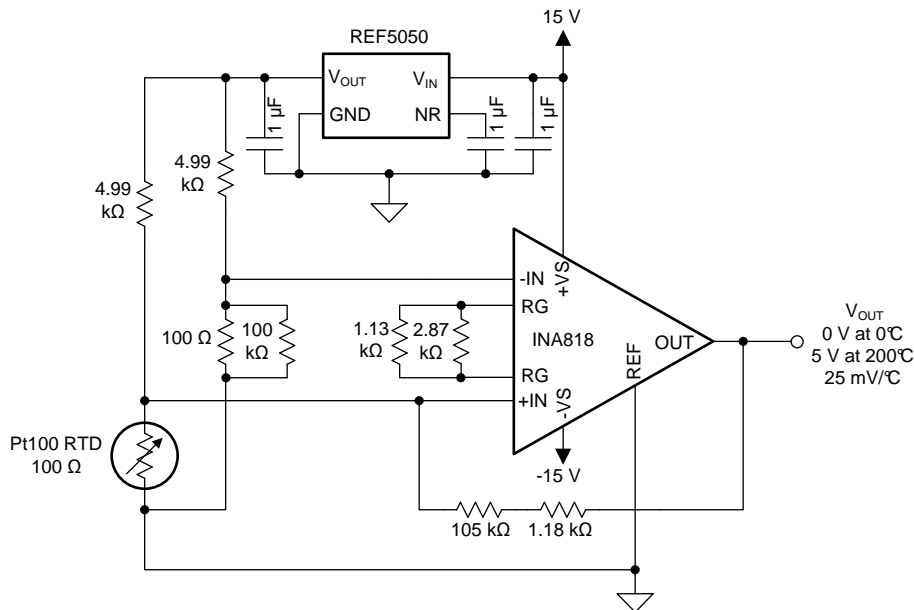 15 V
REF5050
VOUT
VIN
GND
NR
1 µF
1 µF
1 µF
4.99
kΩ
4.99
kΩ
-IN
+VS
RG
100 Ω
100
kΩ
1.13
kΩ
2.87
kΩ
INA818
OUT
REF
RG
+IN
-VS
VOUT
0 V at 0°C
5 V at 200°C
25 mV/°C
Pt100 RTD
100 Ω
-15 V
105 kΩ
1.18 kΩ